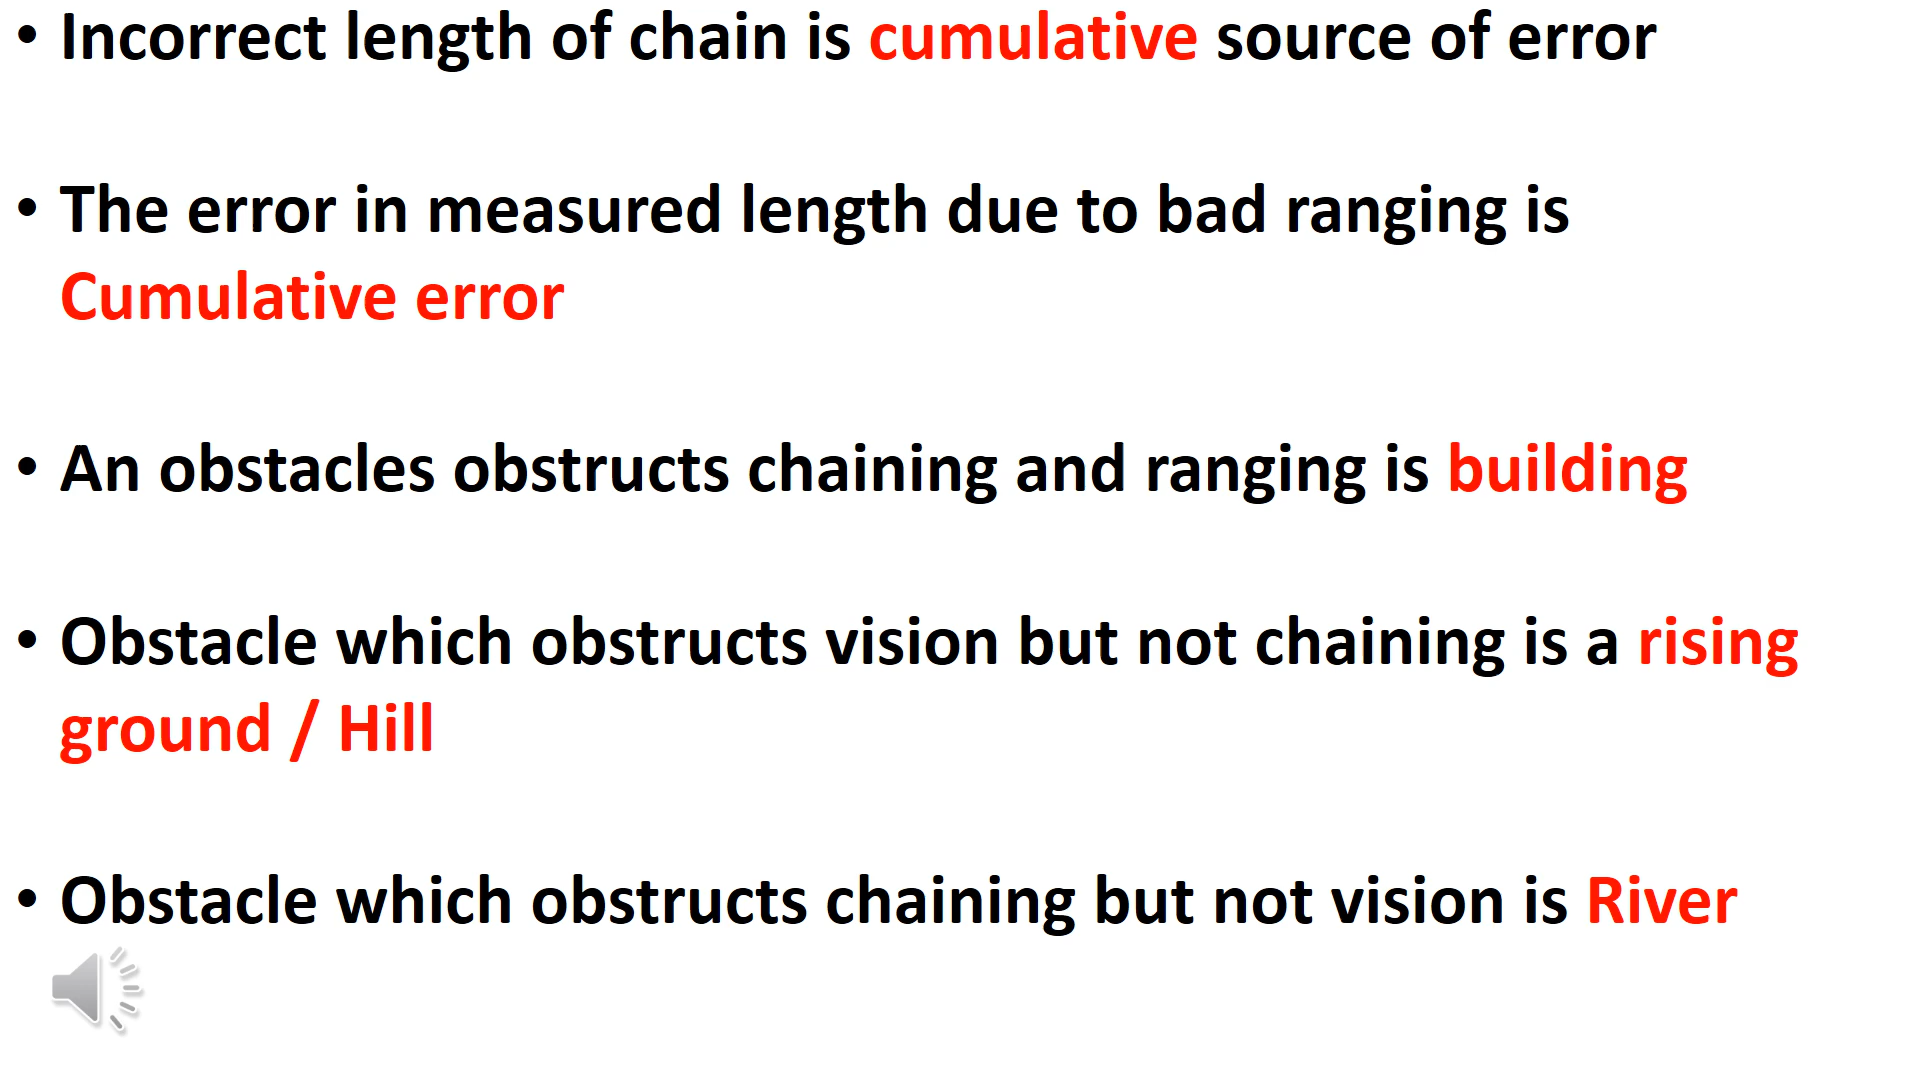 • Incorrect length of chain is cumulative source of error
• The error in measured length due to bad ranging is
Cumulative error
• An obstacles obstructs chaining and ranging is building
• Obstacle which obstructs vision but not chaining is a rising
ground / Hill
• Obstacle which obstructs chaining but not vision is River